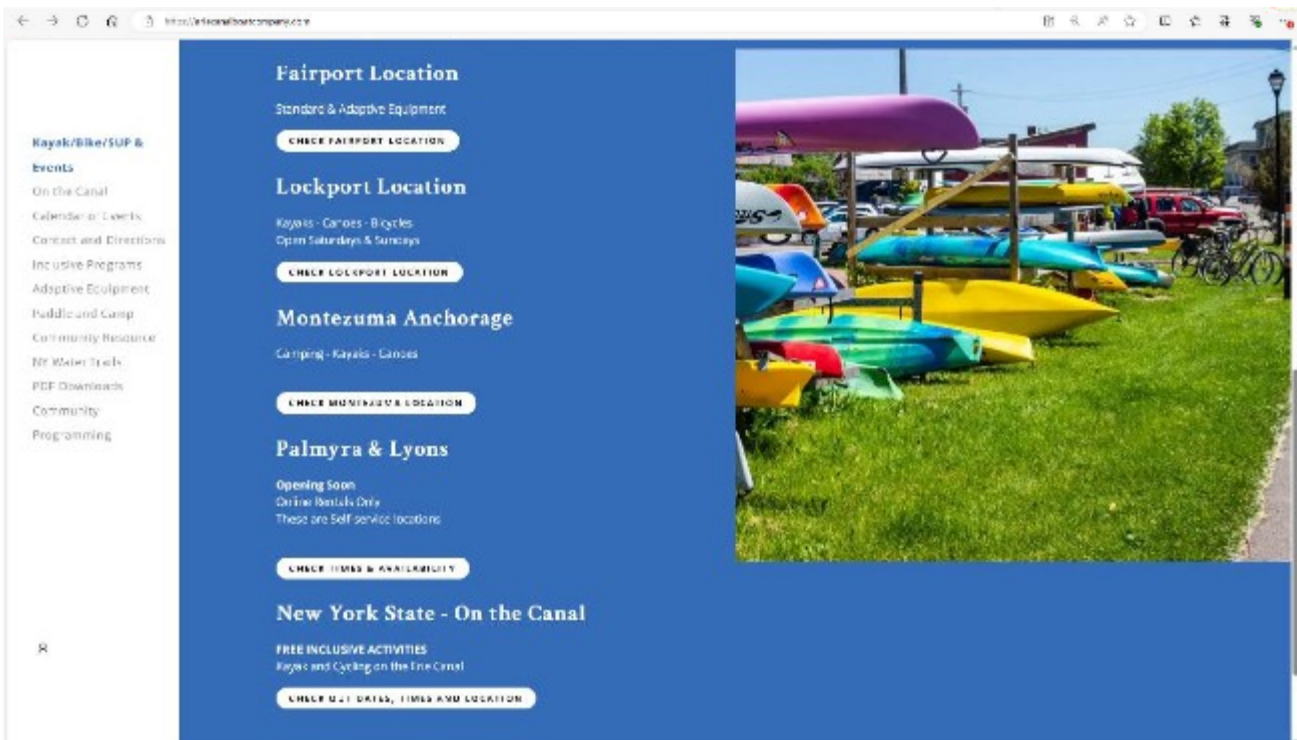 https://eriecanalboatcompany.com
Kayak/Bike/SUP &
Events
On the Canal
Calendar of Events
Contact and Directions
Inclusive Programs
Adaptive Equipment
Paddle and Camp
Community Resource
NY Water Trails
PDF Downloads
Community
Programming
Fairport Location
Standard & Adaptive Equipment
CHECK FAIRPORT LOCATION
Lockport Location
Kayaks - Canoes - Bicycles
Open Saturdays & Sundays
CHECK LOCKPORT LOCATION
Montezuma Anchorage
Camping - Kayaks - Canoes
CHECK MONTEZUMA LOCATION
Palmyra & Lyons
Opening Soon
Online Rentals Only
These are Self-service locations
CHECK TIMES & AVAILABILITY
New York State - On the Canal
FREE INCLUSIVE ACTIVITIES
Kayak and Cycling on the Erie Canal
CHECK OUT DATES, TIMES AND LOCATION